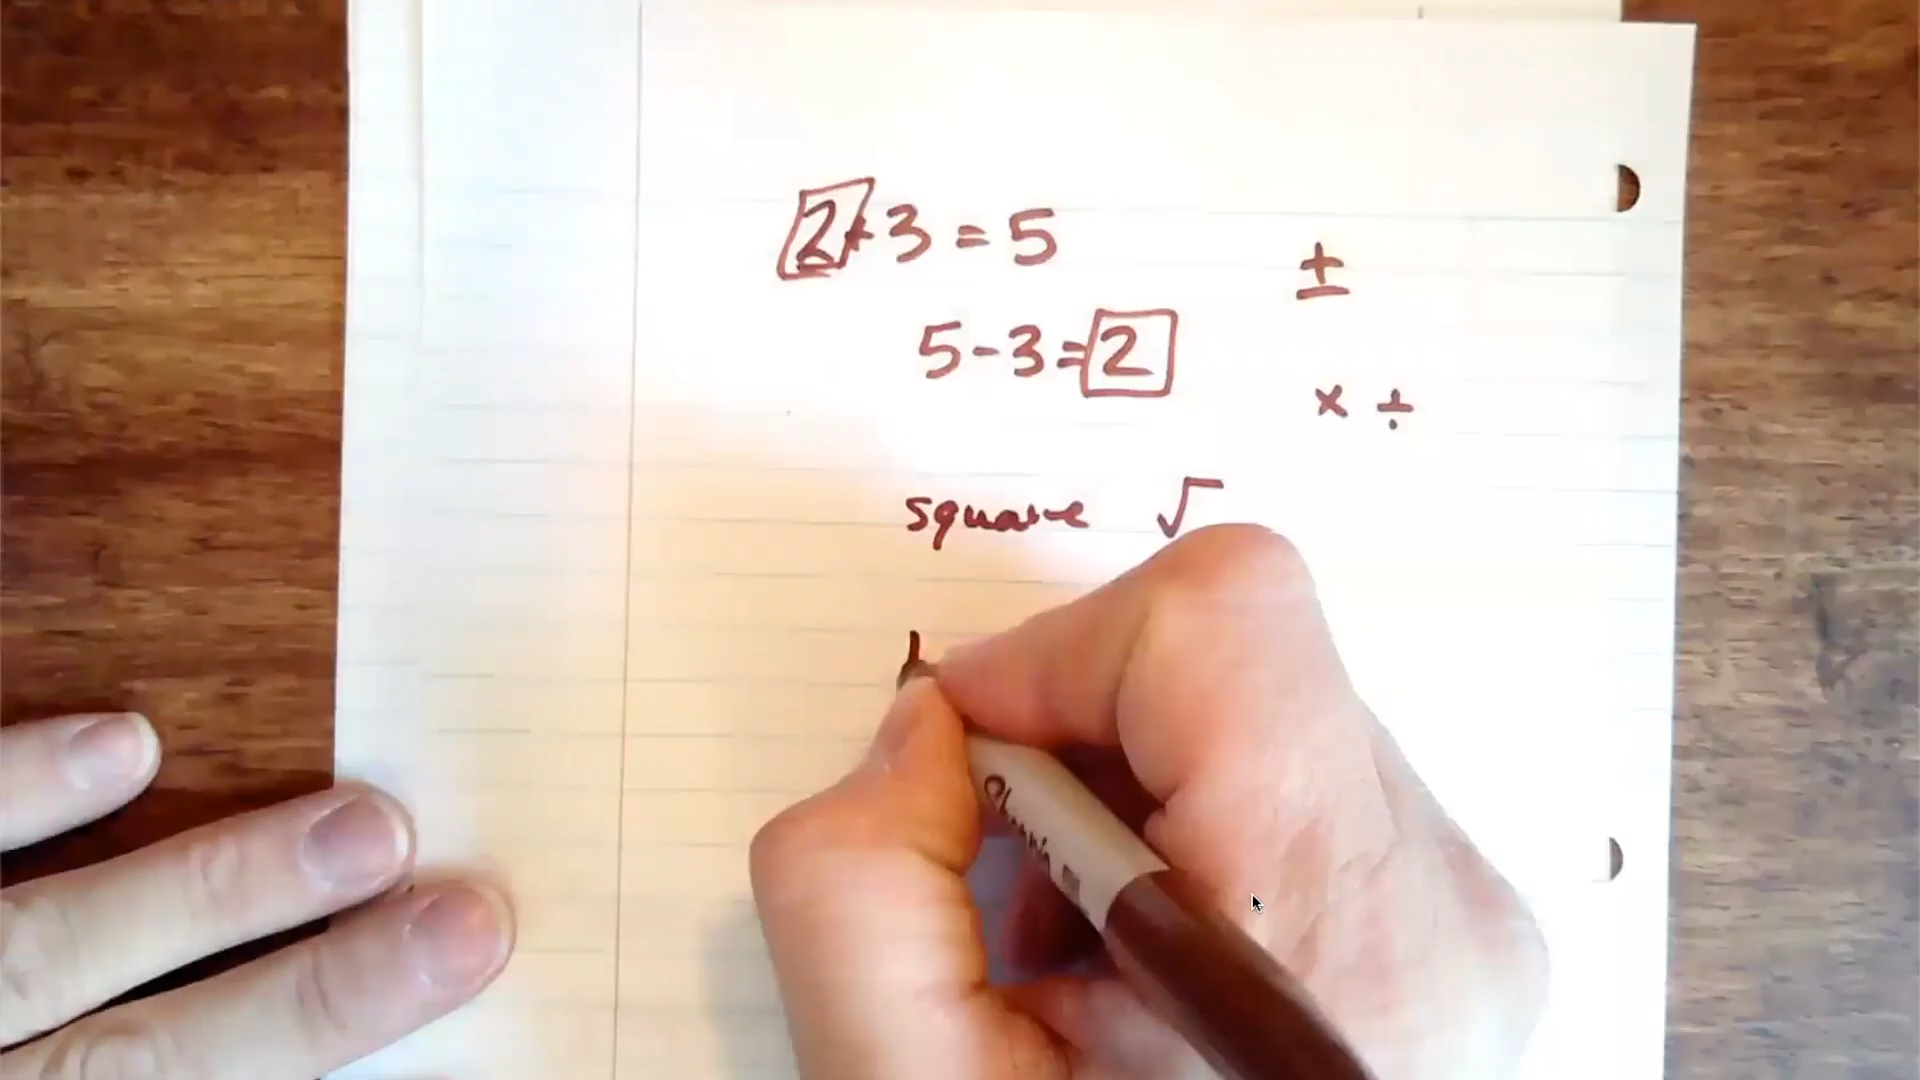 2+3=5
±
5-3=2
× ÷
square √